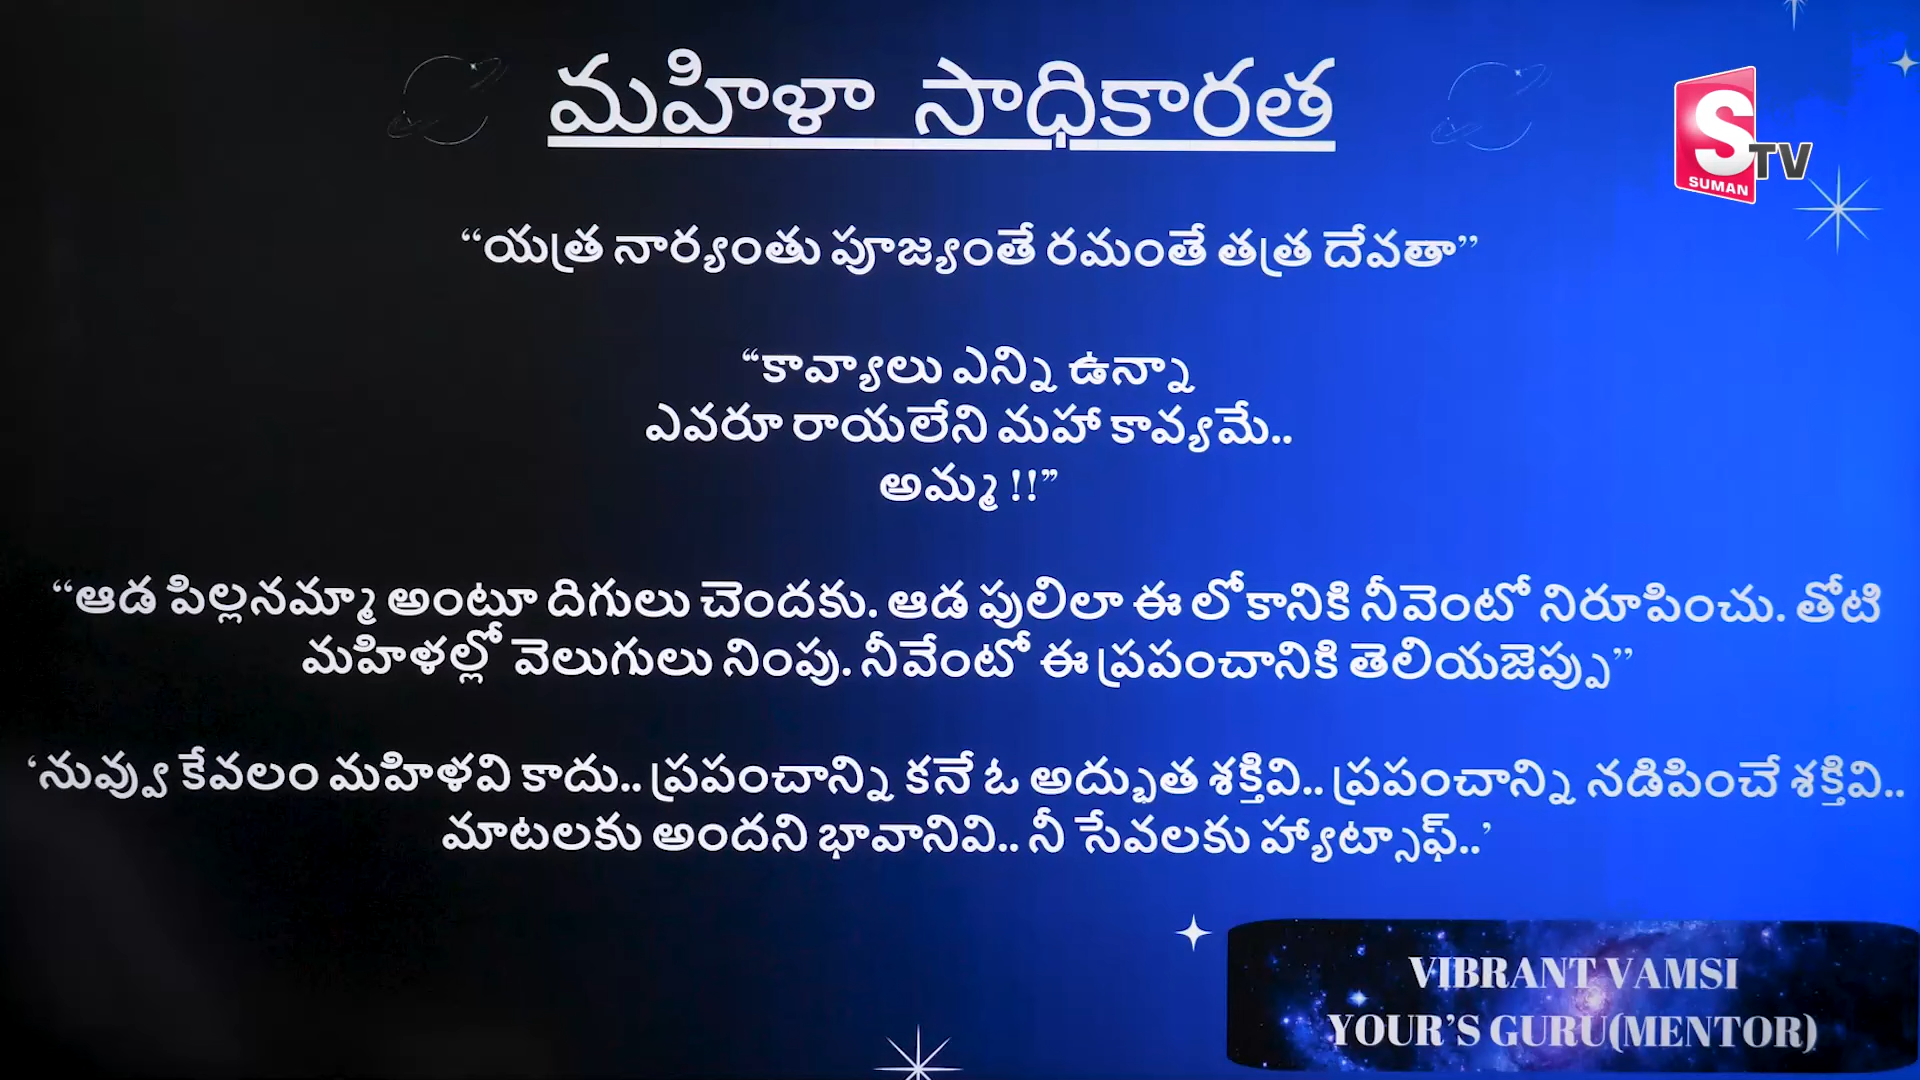 మహిళా సాధికారత
S TV
SUMAN
“యత్ర నార్యంతు పూజ్యంతే రమంతే తత్ర దేవతా”
“కావ్యాలు ఎన్ని ఉన్నా
ఎవరూ రాయలేని మహా కావ్యమే..
అమ్మ !!”
“ఆడ పిల్లనమ్మా అంటూ దిగులు చెందకు. ఆడ పులిలా ఈ లోకానికి నీవెంటో నిరూపించు. తోటి
మహిళల్లో వెలుగులు నింపు. నీవేంటో ఈ ప్రపంచానికి తెలియజెప్పు”
‘నువ్వు కేవలం మహిళవి కాదు.. ప్రపంచాన్ని కనే ఓ అద్భుత శక్తివి.. ప్రపంచాన్ని నడిపించే శక్తివి..
మాటలకు అందని భావానివి.. నీ సేవలకు హ్యాట్సాఫ్..’
VIBRANT VAMSI
YOUR’S GURU(MENTOR)